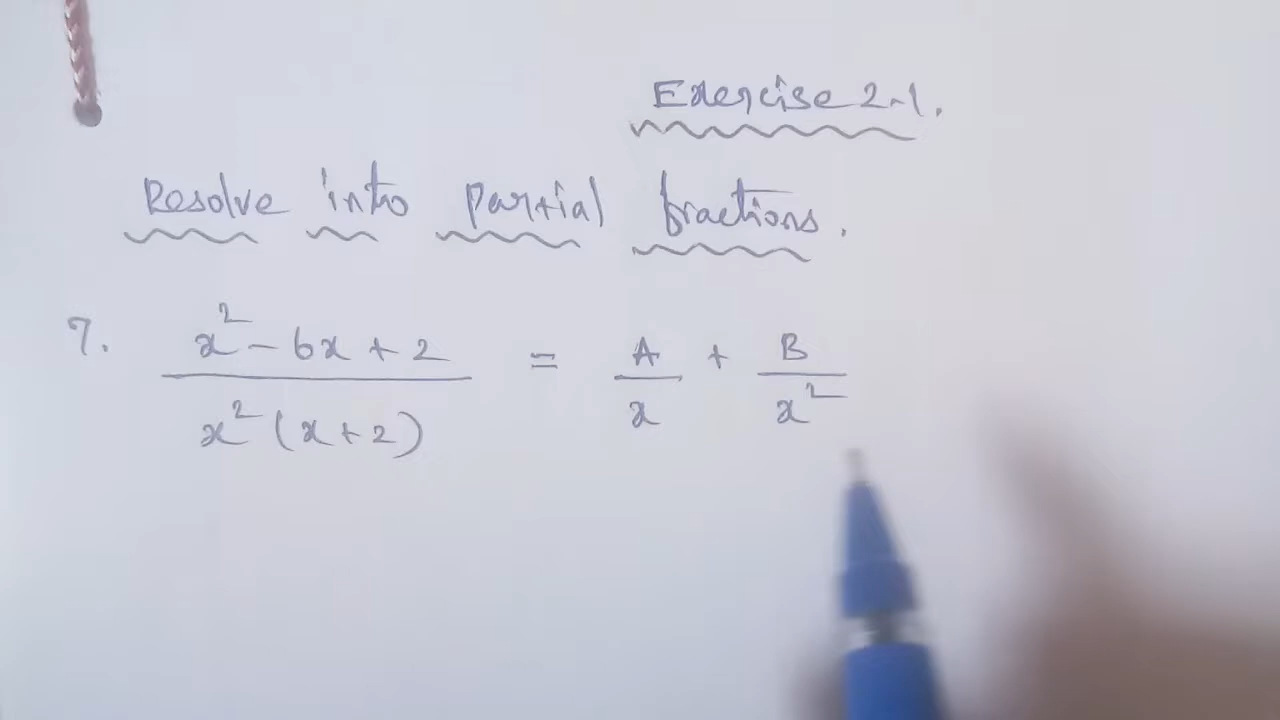 Exercise 2.1.
Resolve into partial fractions.
7. x² - 6x + 2 / x² (x + 2) = A / x + B / x²